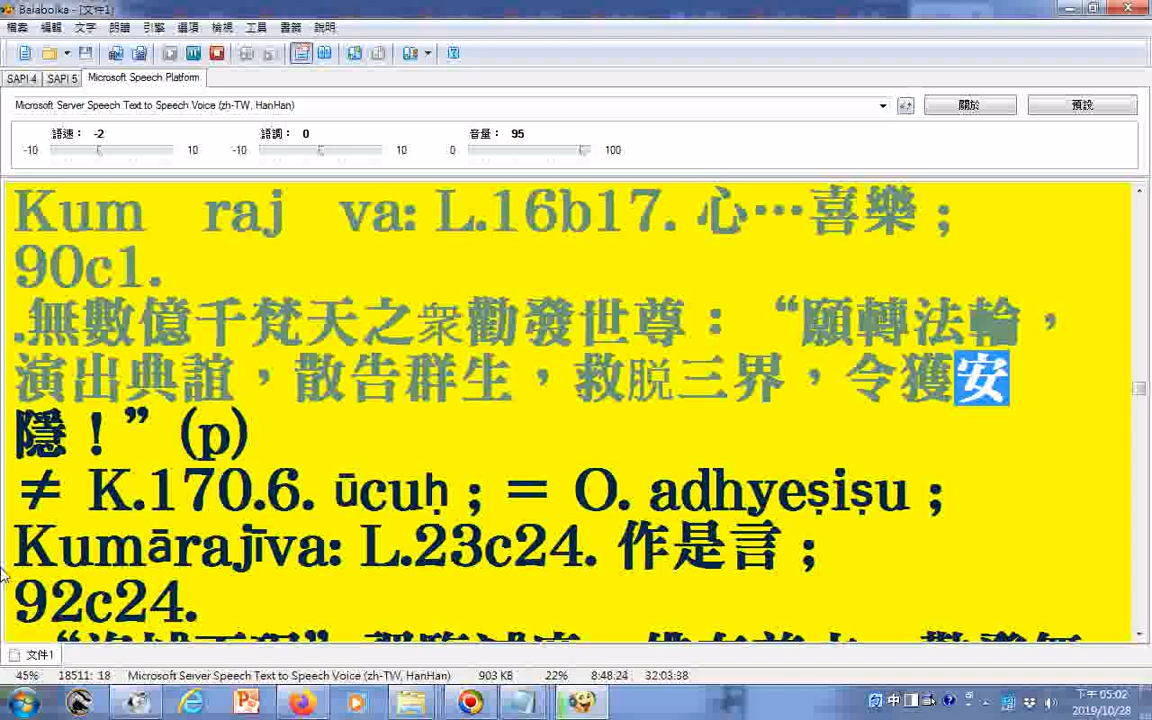 Balabolka - [文件1]
檔案 編輯 文字 朗讀 引擎 選項 檢視 工具 書籤 說明
SAPI 4 SAPI 5 Microsoft Speech Platform
Microsoft Server Speech Text to Speech Voice (zh-TW, HanHan) 關於 預設
語速： -2 語調： 0 音量： 95
-10 10 -10 10 0 100
Kum raj va: L.16b17. 心…喜樂；
90c1.
.無數億千梵天之衆勸發世尊：“願轉法輪，
演出典誼，散告群生，救脱三界，令獲安
隱！”(p)
≠ K.170.6. ūcuḥ；＝ O. adhyeṣiṣu；
Kumārajīva: L.23c24. 作是言；
92c24.
文件1
45% 18511: 18 Microsoft Server Speech Text to Speech Voice (zh-TW, HanHan) 903 KB 22% 8:48:24 32:03:38
中
下午 05:02
2019/10/28